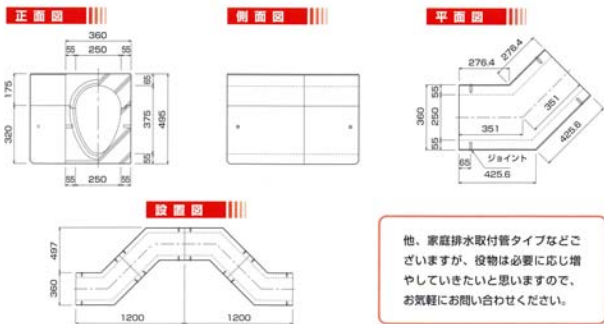 正面図
側面図
平面図
360
55 250 55
175
320
65
375
55
495
55 250 55
360
276.4
276.4
55
250
55
360
351
351
65
ジョイント
425.6
425.6
設置図
497
360
1200 1200
他、家庭排水取付管タイプなどご
ざいますが、役物は必要に応じ増
やしていきたいと思いますので、
お気軽にお問い合わせください。